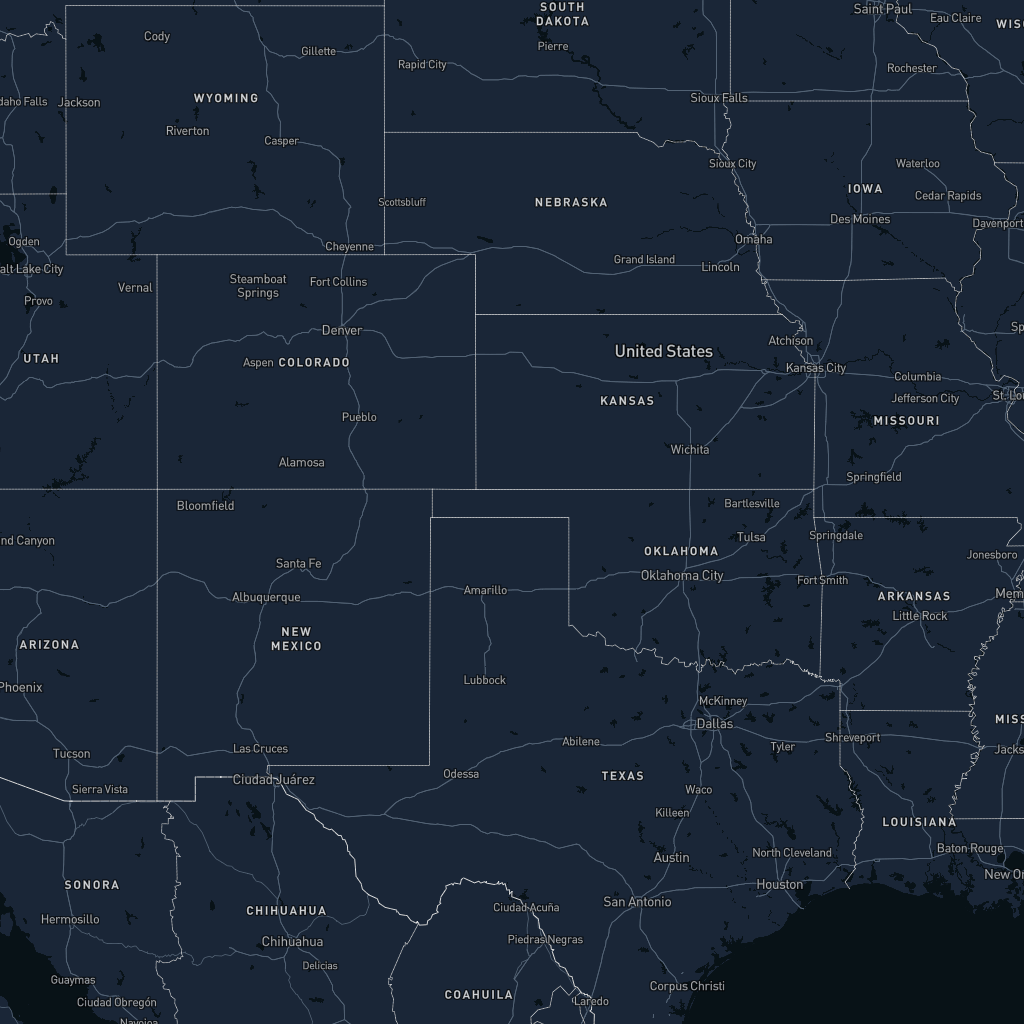 SOUTH
DAKOTA
Saint Paul
Eau Claire
WISC
Cody
Gillette
Pierre
Rapid City
Rochester
WYOMING
Sioux Falls
daho Falls
Jackson
Riverton
Casper
Sioux City
Waterloo
IOWA
Cedar Rapids
Scottsbluff
NEBRASKA
Des Moines
Davenport
Ogden
Cheyenne
Omaha
Grand Island
Lincoln
alt Lake City
Steamboat
Springs
Fort Collins
Vernal
Provo
Denver
Sp
Atchison
United States
UTAH
Aspen
COLORADO
Kansas City
Columbia
St. Lou
Jefferson City
KANSAS
MISSOURI
Pueblo
Wichita
Alamosa
Springfield
Bloomfield
Bartlesville
Tulsa
Springdale
nd Canyon
OKLAHOMA
Jonesboro
Santa Fe
Oklahoma City
Fort Smith
Amarillo
Albuquerque
ARKANSAS
Mem
Little Rock
NEW
MEXICO
ARIZONA
Lubbock
Phoenix
McKinney
Dallas
MISS
Shreveport
Abilene
Tyler
Las Cruces
Tucson
Jacks
Odessa
TEXAS
Ciudad Juárez
Sierra Vista
Waco
Killeen
LOUISIANA
Baton Rouge
North Cleveland
Austin
New Or
SONORA
Houston
San Antonio
CHIHUAHUA
Ciudad Acuña
Hermosillo
Chihuahua
Piedras Negras
Delicias
Guaymas
Corpus Christi
COAHUILA
Ciudad Obregón
Laredo
Navojoa